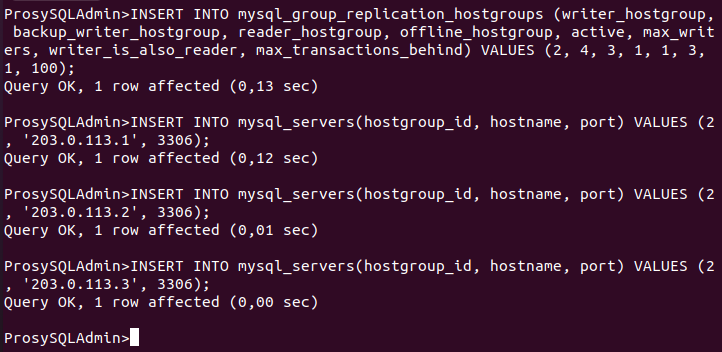 ProsySQLAdmin>INSERT INTO mysql_group_replication_hostgroups (writer_hostgroup,
 backup_writer_hostgroup, reader_hostgroup, offline_hostgroup, active, max_writ
ers, writer_is_also_reader, max_transactions_behind) VALUES (2, 4, 3, 1, 1, 3,
1, 100);
Query OK, 1 row affected (0,13 sec)
ProsySQLAdmin>INSERT INTO mysql_servers(hostgroup_id, hostname, port) VALUES (2
, '203.0.113.1', 3306);
Query OK, 1 row affected (0,12 sec)
ProsySQLAdmin>INSERT INTO mysql_servers(hostgroup_id, hostname, port) VALUES (2
, '203.0.113.2', 3306);
Query OK, 1 row affected (0,01 sec)
ProsySQLAdmin>INSERT INTO mysql_servers(hostgroup_id, hostname, port) VALUES (2
, '203.0.113.3', 3306);
Query OK, 1 row affected (0,00 sec)
ProsySQLAdmin>